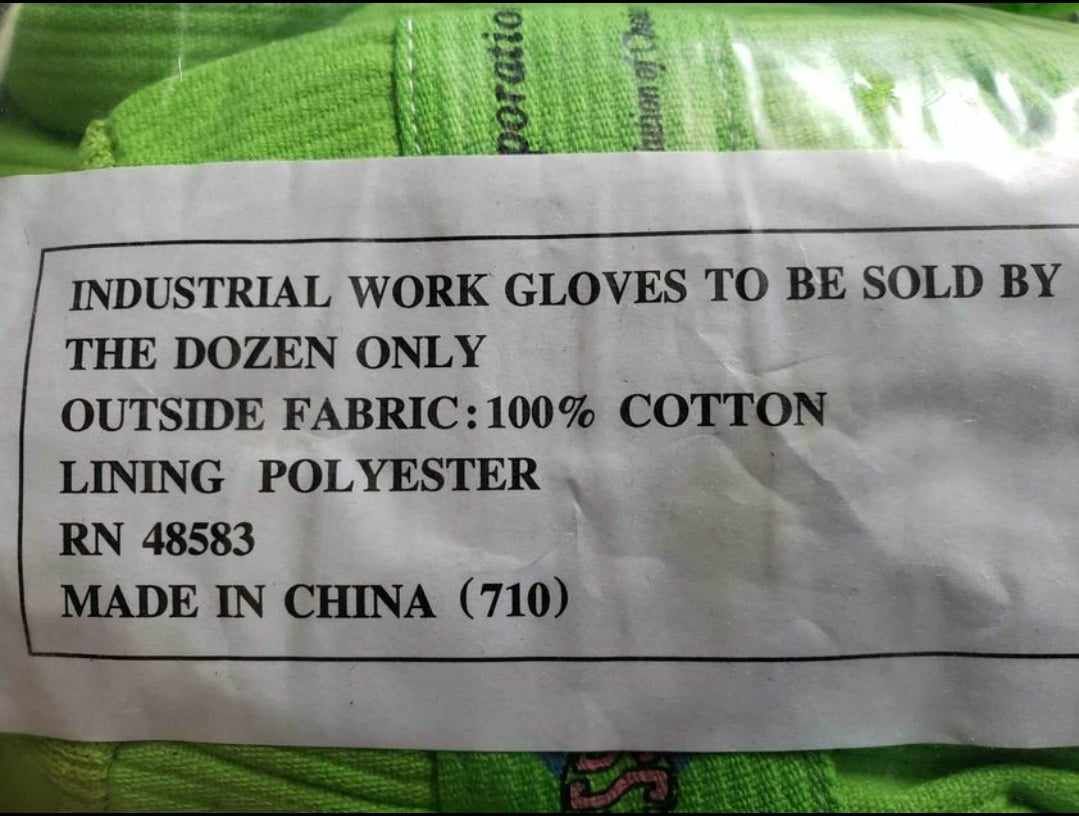 INDUSTRIAL WORK GLOVES TO BE SOLD BY
THE DOZEN ONLY
OUTSIDE FABRIC:100% COTTON
LINING POLYESTER
RN 48583
MADE IN CHINA (710)